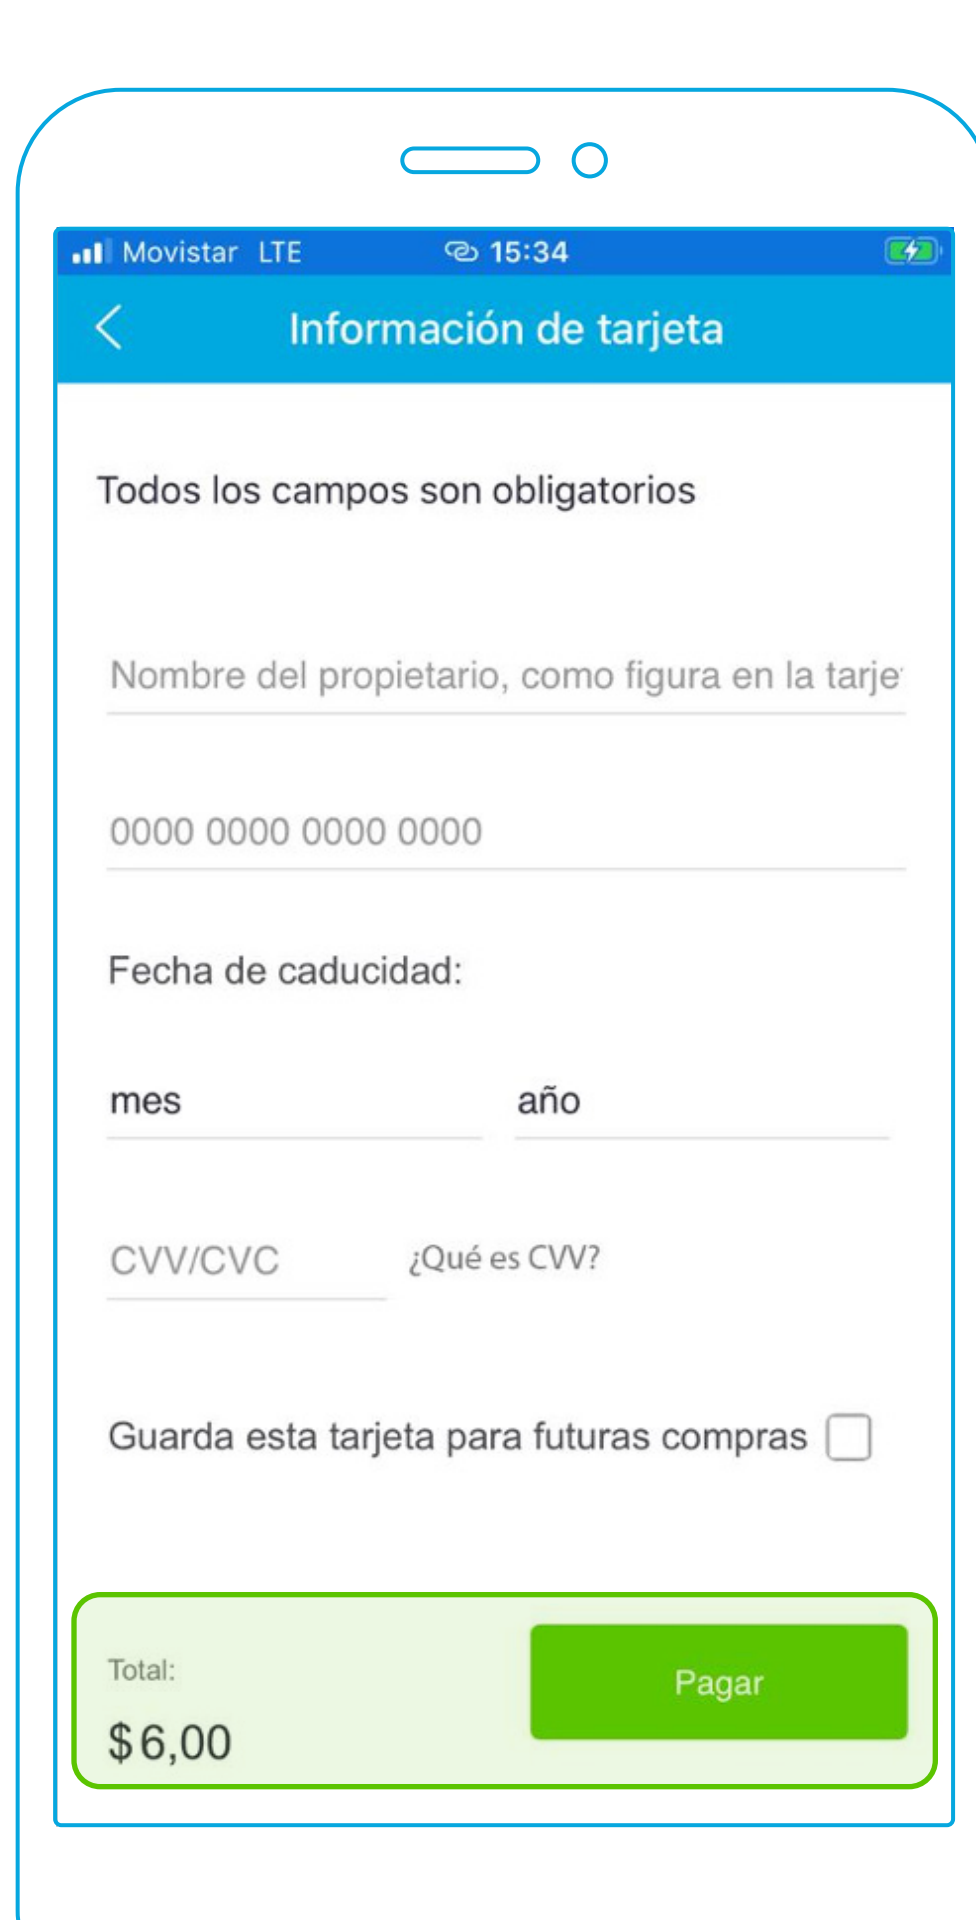 Movistar LTE 15:34
Información de tarjeta
Todos los campos son obligatorios
Nombre del propietario, como figura en la tarje
0000 0000 0000 0000
Fecha de caducidad:
mes año
CVV/CVC ¿Qué es CVV?
Guarda esta tarjeta para futuras compras
Total:
Pagar
$6,00